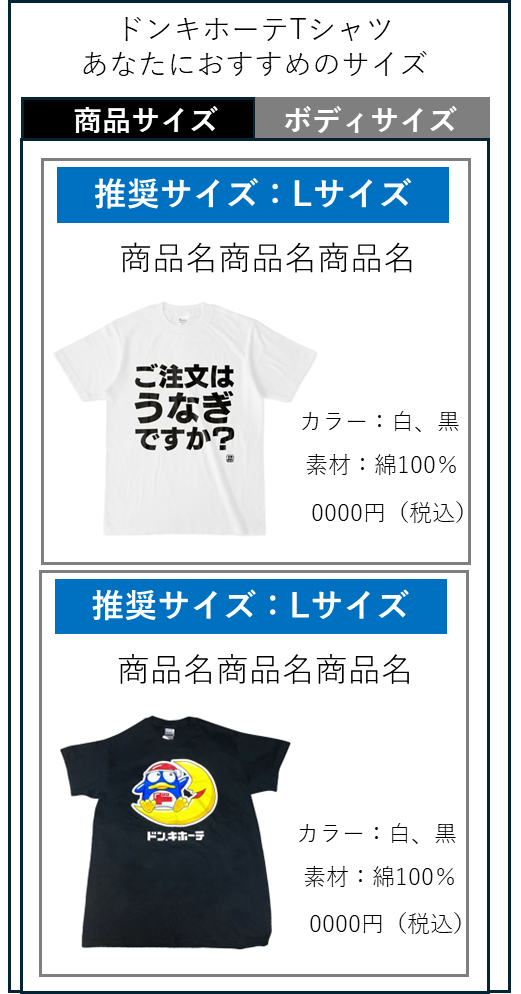 ドンキホーテTシャツ
あなたにおすすめのサイズ
商品サイズ
ボディサイズ
推奨サイズ：Lサイズ
商品名商品名商品名
ご注文は
うなぎ
ですか?
カラー：白、黒
素材：綿100%
0000円（税込）
推奨サイズ：Lサイズ
商品名商品名商品名
ドン.キホーテ
カラー：白、黒
素材：綿100%
0000円（税込）